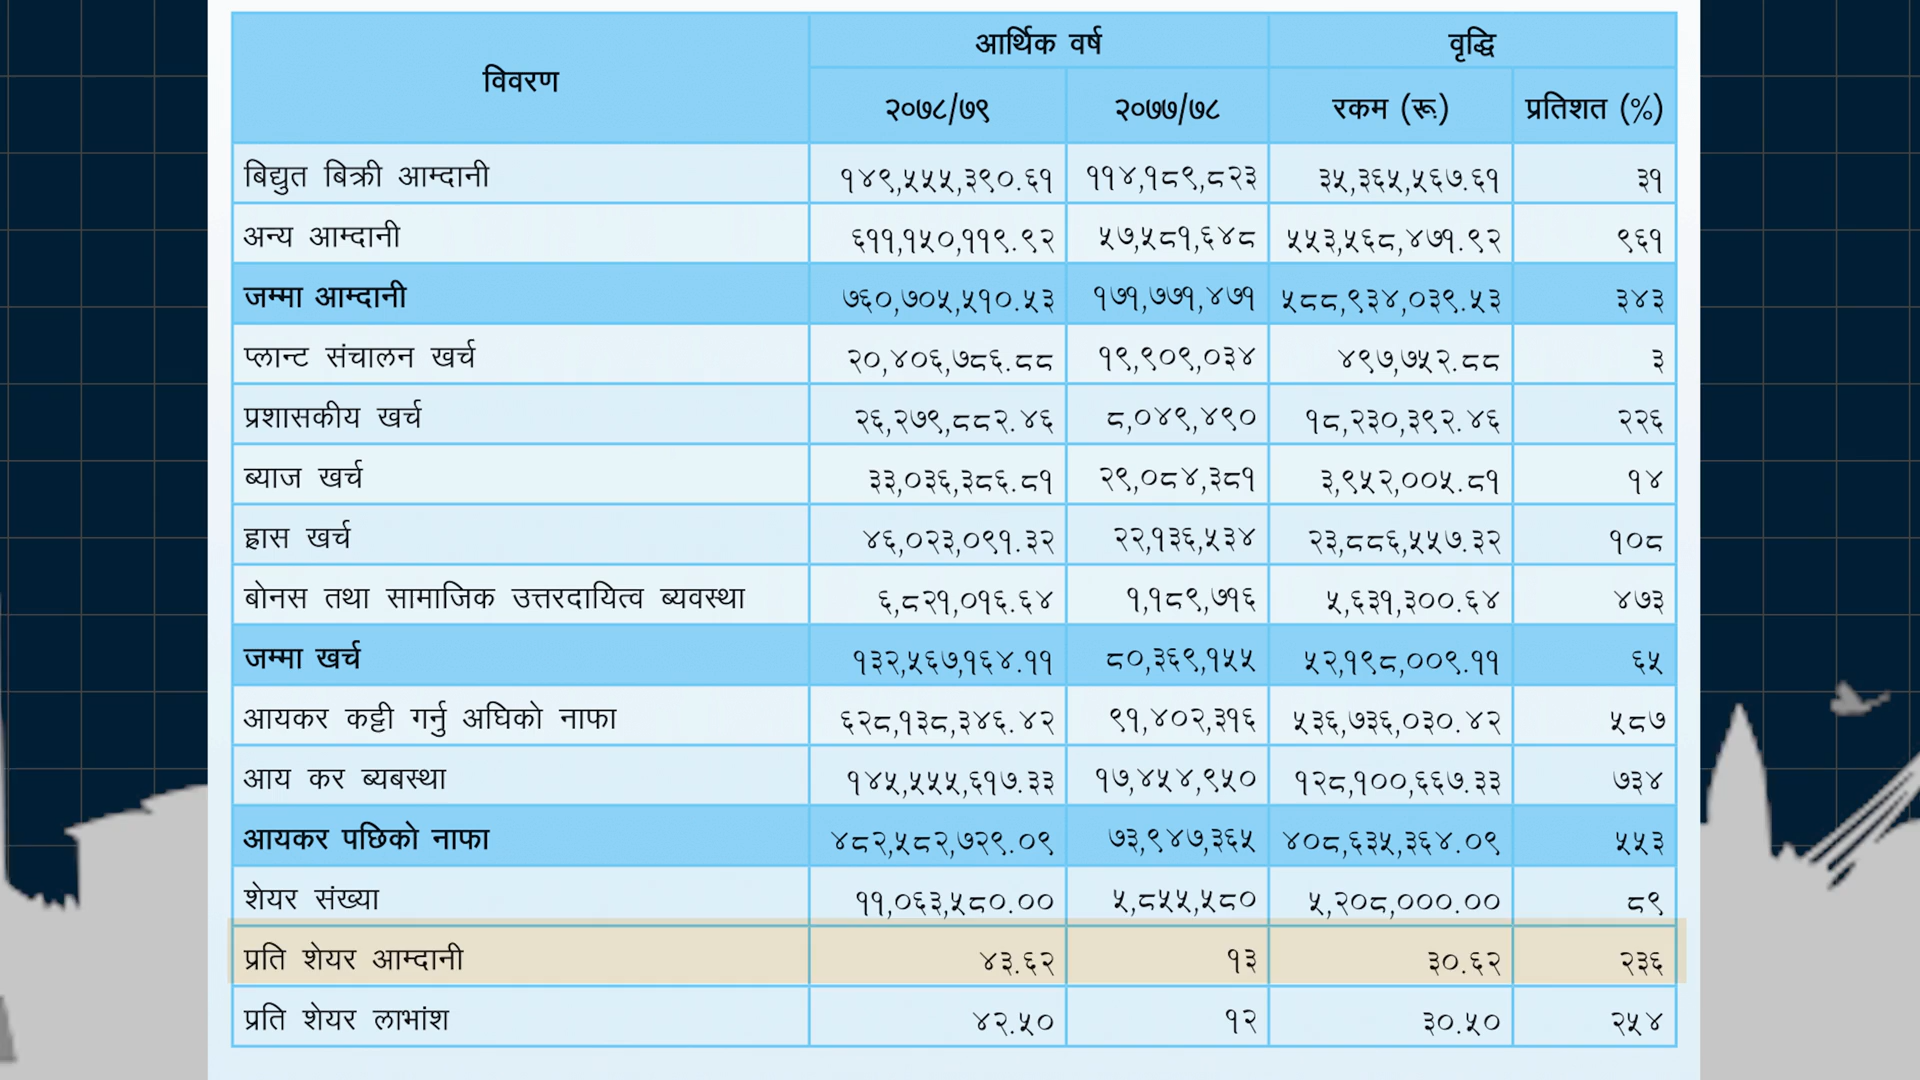 विवरण आर्थिक वर्ष वृद्धि
२०७८/७९ २०७७/७८ रकम (रू) प्रतिशत (%)
बिद्युत बिक्री आम्दानी १४९,५५५,३९०.६१ ११४,१८९,८२३ ३५,३६५,५६७.६१ ३१
अन्य आम्दानी ६११,१५०,११९.९२ ५७,५८१,६४८ ५५३,५६८,४७१.९२ ९६१
जम्मा आम्दानी ७६०,७०५,५१०.५३ १७१,७७१,४७१ ५८८,९३४,०३९.५३ ३४३
प्लान्ट संचालन खर्च २०,४०६,७८६.८८ १९,९०९,०३४ ४९७,७५२.८८ ३
प्रशासकीय खर्च २६,२७९,८८२.४६ ८,०४९,४९० १८,२३०,३९२.४६ २२६
ब्याज खर्च ३३,०३६,३८६.८१ २९,०८४,३८१ ३,९५२,००५.८१ १४
ह्रास खर्च ४६,०२३,०९१.३२ २२,१३६,५३४ २३,८८६,५५७.३२ १०८
बोनस तथा सामाजिक उत्तरदायित्व ब्यवस्था ६,८२१,०१६.६४ १,१८९,७१६ ५,६३१,३००.६४ ४७३
जम्मा खर्च १३२,५६७,१६४.११ ८०,३६९,१५५ ५२,१९८,००९.११ ६५
आयकर कट्टी गर्नु अघिको नाफा ६२८,१३८,३४६.४२ ९१,४०२,३१६ ५३६,७३६,०३०.४२ ५८७
आय कर ब्यबस्था १४५,५५५,६१७.३३ १७,४५४,९५० १२८,१००,६६७.३३ ७३४
आयकर पछिको नाफा ४८२,५८२,७२९.०९ ७३,९४७,३६५ ४०८,६३५,३६४.०९ ५५३
शेयर संख्या ११,०६३,५८०.०० ५,८५५,५८० ५,२०८,०००.०० ८९
प्रति शेयर आम्दानी ४३.६२ १३ ३०.६२ २३६
प्रति शेयर लाभांश ४२.५० १२ ३०.५० २५४